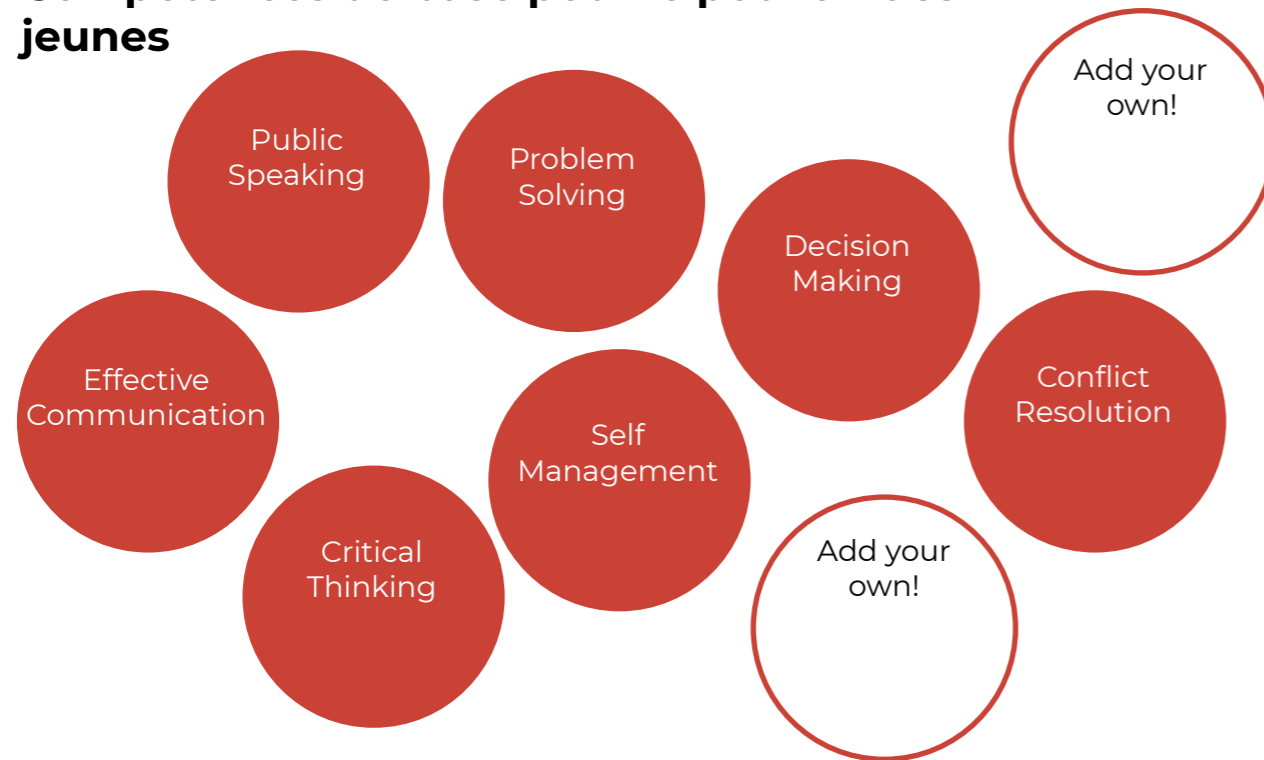 jeunes
Public
Speaking
Problem
Solving
Add your
own!
Decision
Making
Effective
Communication
Conflict
Resolution
Self
Management
Critical
Thinking
Add your
own!